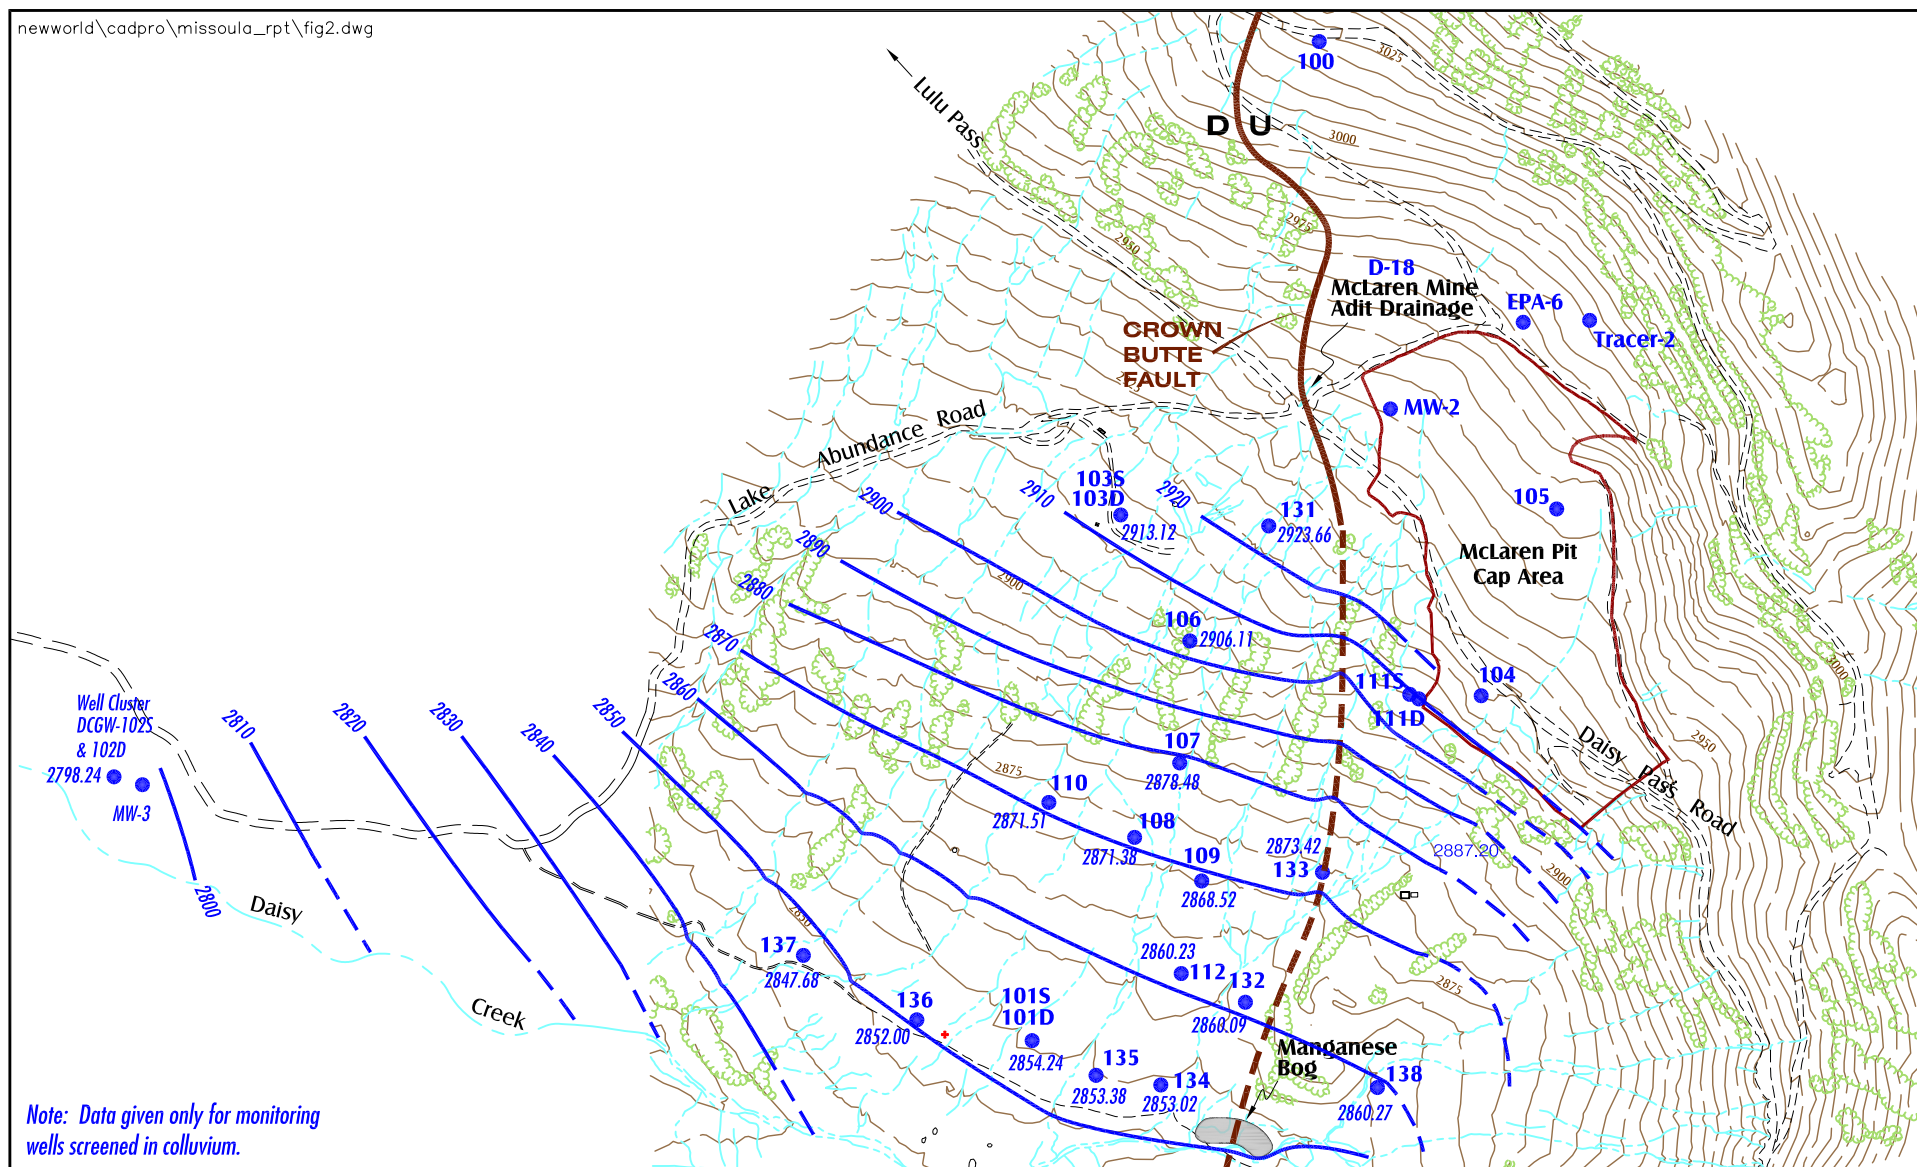 newworld\cadpro\missoula_rpt\fig2.dwg
100
3025
Lulu Pass
D U
3000
2975
2950
D-18
McLaren Mine
Adit Drainage
EPA-6
Tracer-2
CROWN
BUTTE
FAULT
MW-2
Lake Abundance Road
2900
2910
2920
103S
103D
2913.12
131
2923.66
105
McLaren Pit
Cap Area
2890
2880
2870
2860
2850
2840
2830
2820
2810
2800
2900
106
2906.11
111S
111D
104
3000
2950
Daisy Pass Road
Well Cluster
DCGW-102S
& 102D
2798.24
MW-3
107
2878.48
2875
110
2871.51
108
2871.38
109
2868.52
2873.42
133
2887.20
2900
Daisy
Creek
2850
137
2847.68
136
2852.00
101S
101D
2854.24
2860.23
112
132
2860.09
2875
Manganese
Bog
135
2853.38
134
2853.02
138
2860.27
Note: Data given only for monitoring
wells screened in colluvium.